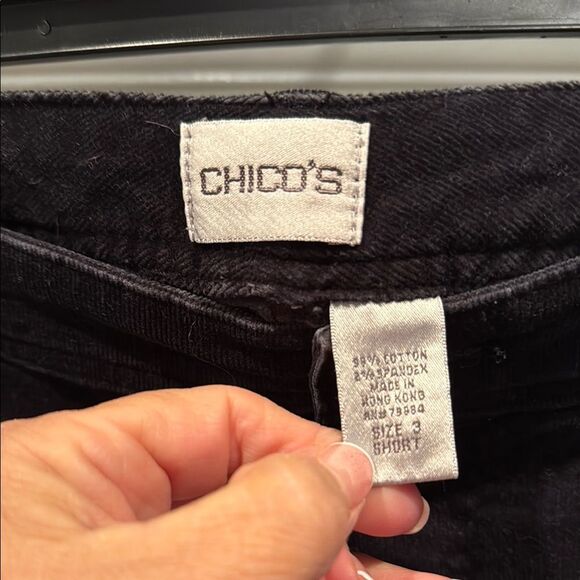 CHICO'S
98% COTTON
2% SPANDEX
MADE IN
HONG KONG
RN# 79984
SIZE 3
SHORT